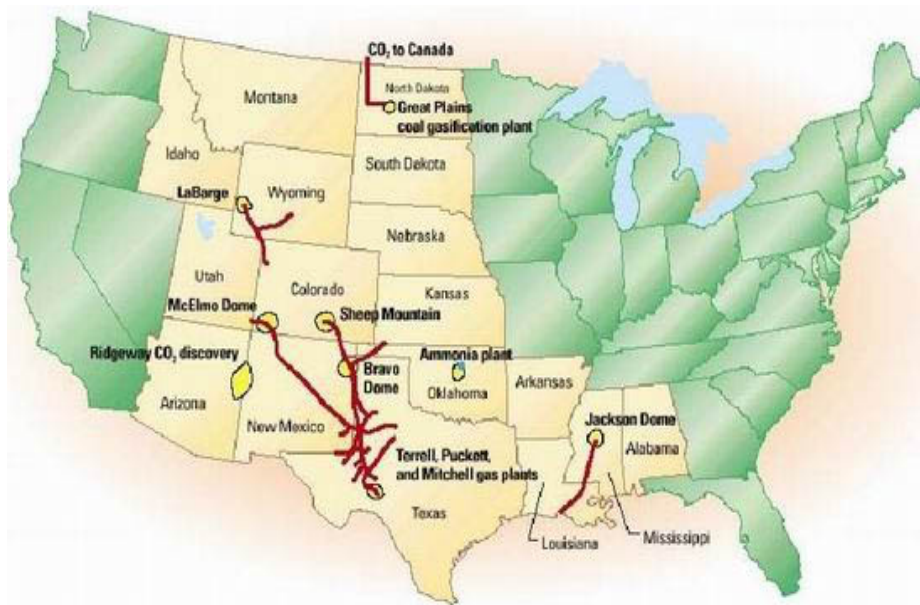 CO₂ to Canada
North Dakota
Montana
Great Plains
coal gasification plant
Idaho
South Dakota
LaBarge
Wyoming
Nebraska
Utah
Colorado
Kansas
McElmo Dome
Sheep Mountain
Ridgeway CO₂ discovery
Ammonia plant
Bravo
Dome
Oklahoma
Arkansas
Arizona
New Mexico
Jackson Dome
Alabama
Terrell, Puckett,
and Mitchell gas plants
Texas
Louisiana
Mississippi